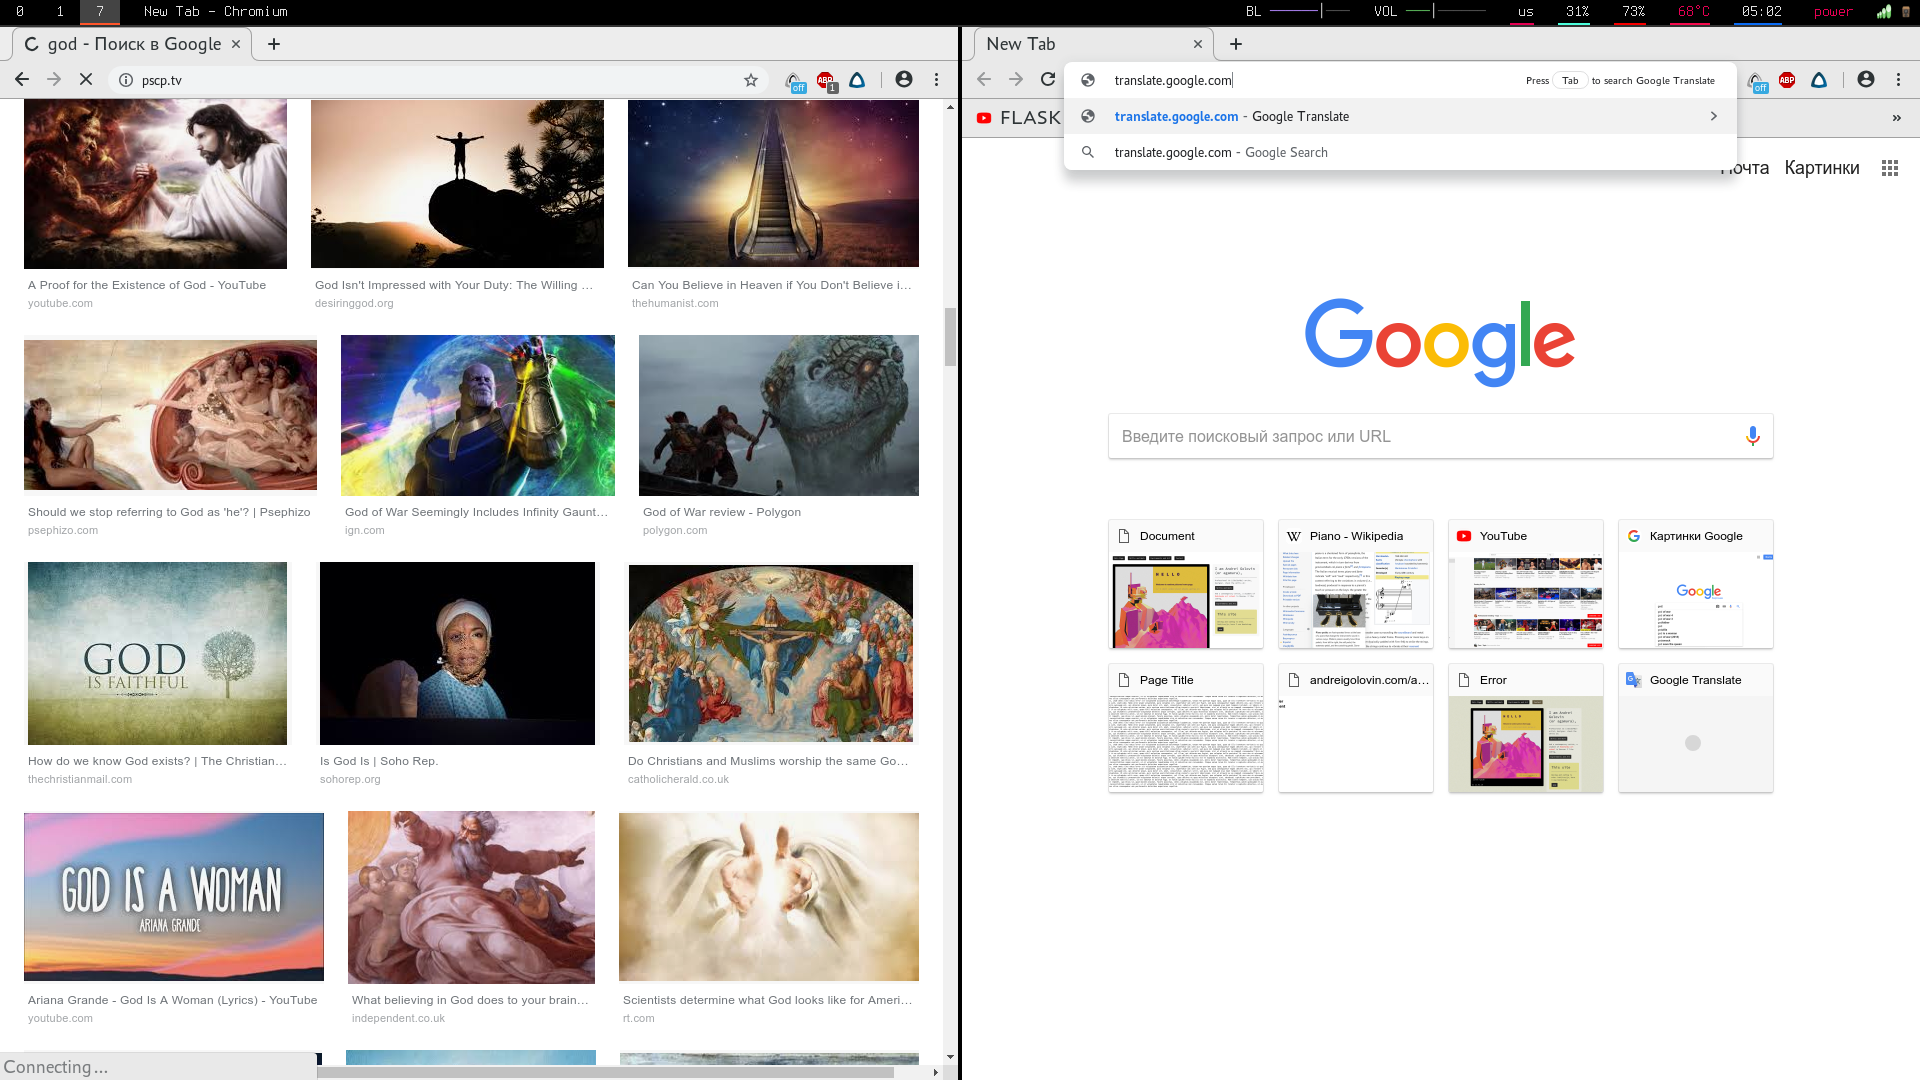 0 1 7 New Tab - Chromium BL VOL us 31% 73% 68°C 05:02 power
god - Поиск в Google
pscp.tv
off
ABP
1
A Proof for the Existence of God - YouTube
youtube.com
God Isn't Impressed with Your Duty: The Willing ...
desiringgod.org
Can You Believe in Heaven if You Don't Believe i...
thehumanist.com
Should we stop referring to God as 'he'? | Psephizo
psephizo.com
God of War Seemingly Includes Infinity Gaunt...
ign.com
God of War review - Polygon
polygon.com
GOD
IS FAITHFUL
How do we know God exists? | The Christian...
thechristianmail.com
Is God Is | Soho Rep.
sohorep.org
Do Christians and Muslims worship the same Go...
catholicherald.co.uk
GOD IS A WOMAN
ARIANA GRANDE
Ariana Grande - God Is A Woman (Lyrics) - YouTube
youtube.com
What believing in God does to your brain...
independent.co.uk
Scientists determine what God looks like for Ameri...
rt.com
Connecting...
New Tab
translate.google.com Press Tab to search Google Translate
translate.google.com - Google Translate
translate.google.com - Google Search
off
ABP
FLASK
»
Почта Картинки
Google
Введите поисковый запрос или URL
Document
HELLO
Piano - Wikipedia
YouTube
Картинки Google
Google
Page Title
andreigolovin.com/a...
Error
Google Translate